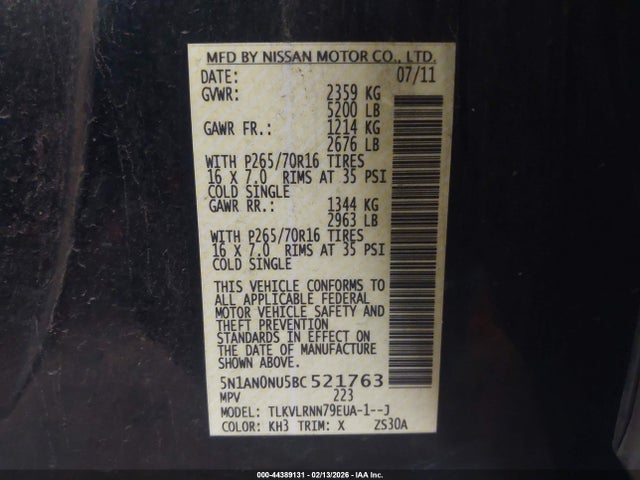 MFD BY NISSAN MOTOR CO., LTD.
DATE: 07/11
GVWR: 2359 KG
5200 LB
GAWR FR.: 1214 KG
2676 LB
WITH P265/70R16 TIRES
16 X 7.0 RIMS AT 35 PSI
COLD SINGLE
GAWR RR.: 1344 KG
2963 LB
WITH P265/70R16 TIRES
16 X 7.0 RIMS AT 35 PSI
COLD SINGLE
THIS VEHICLE CONFORMS TO
ALL APPLICABLE FEDERAL
MOTOR VEHICLE SAFETY AND
THEFT PREVENTION
STANDARDS IN EFFECT ON
THE DATE OF MANUFACTURE
SHOWN ABOVE.
5N1AN0NU5BC521763
MPV 223
MODEL: TLKVLRNN79EUA-1--J
COLOR: KH3 TRIM: X ZS30A
000-44389131 - 02/13/2026 - IAA Inc.